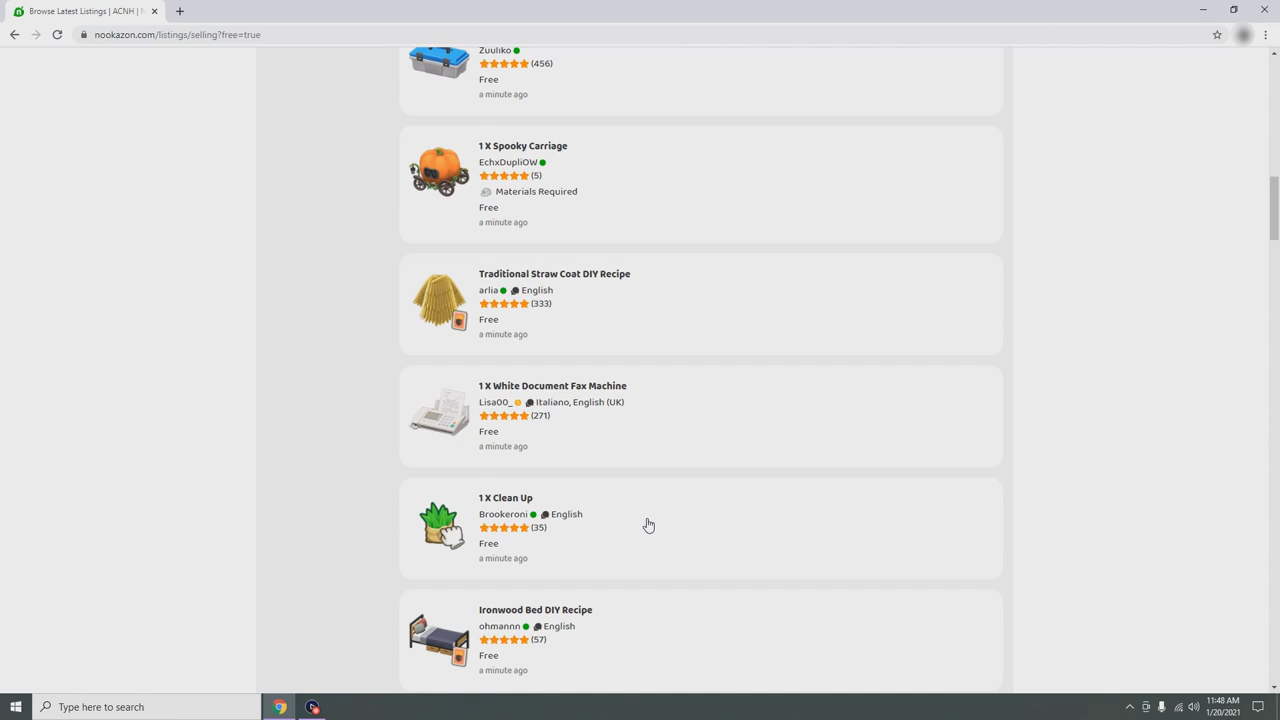 Browse Latest Listings | ACNH | N
nookazon.com/listings/selling?free=true
Zuuliko
(456)
Free
a minute ago
1 X Spooky Carriage
EchxDupliOW
(5)
Materials Required
Free
a minute ago
Traditional Straw Coat DIY Recipe
arlia English
(333)
Free
a minute ago
1 X White Document Fax Machine
Lisa00_ Italiano, English (UK)
(271)
Free
a minute ago
1 X Clean Up
Brookeroni English
(35)
Free
a minute ago
Ironwood Bed DIY Recipe
ohmannn English
(57)
Free
a minute ago
Type here to search
11:48 AM
1/20/2021